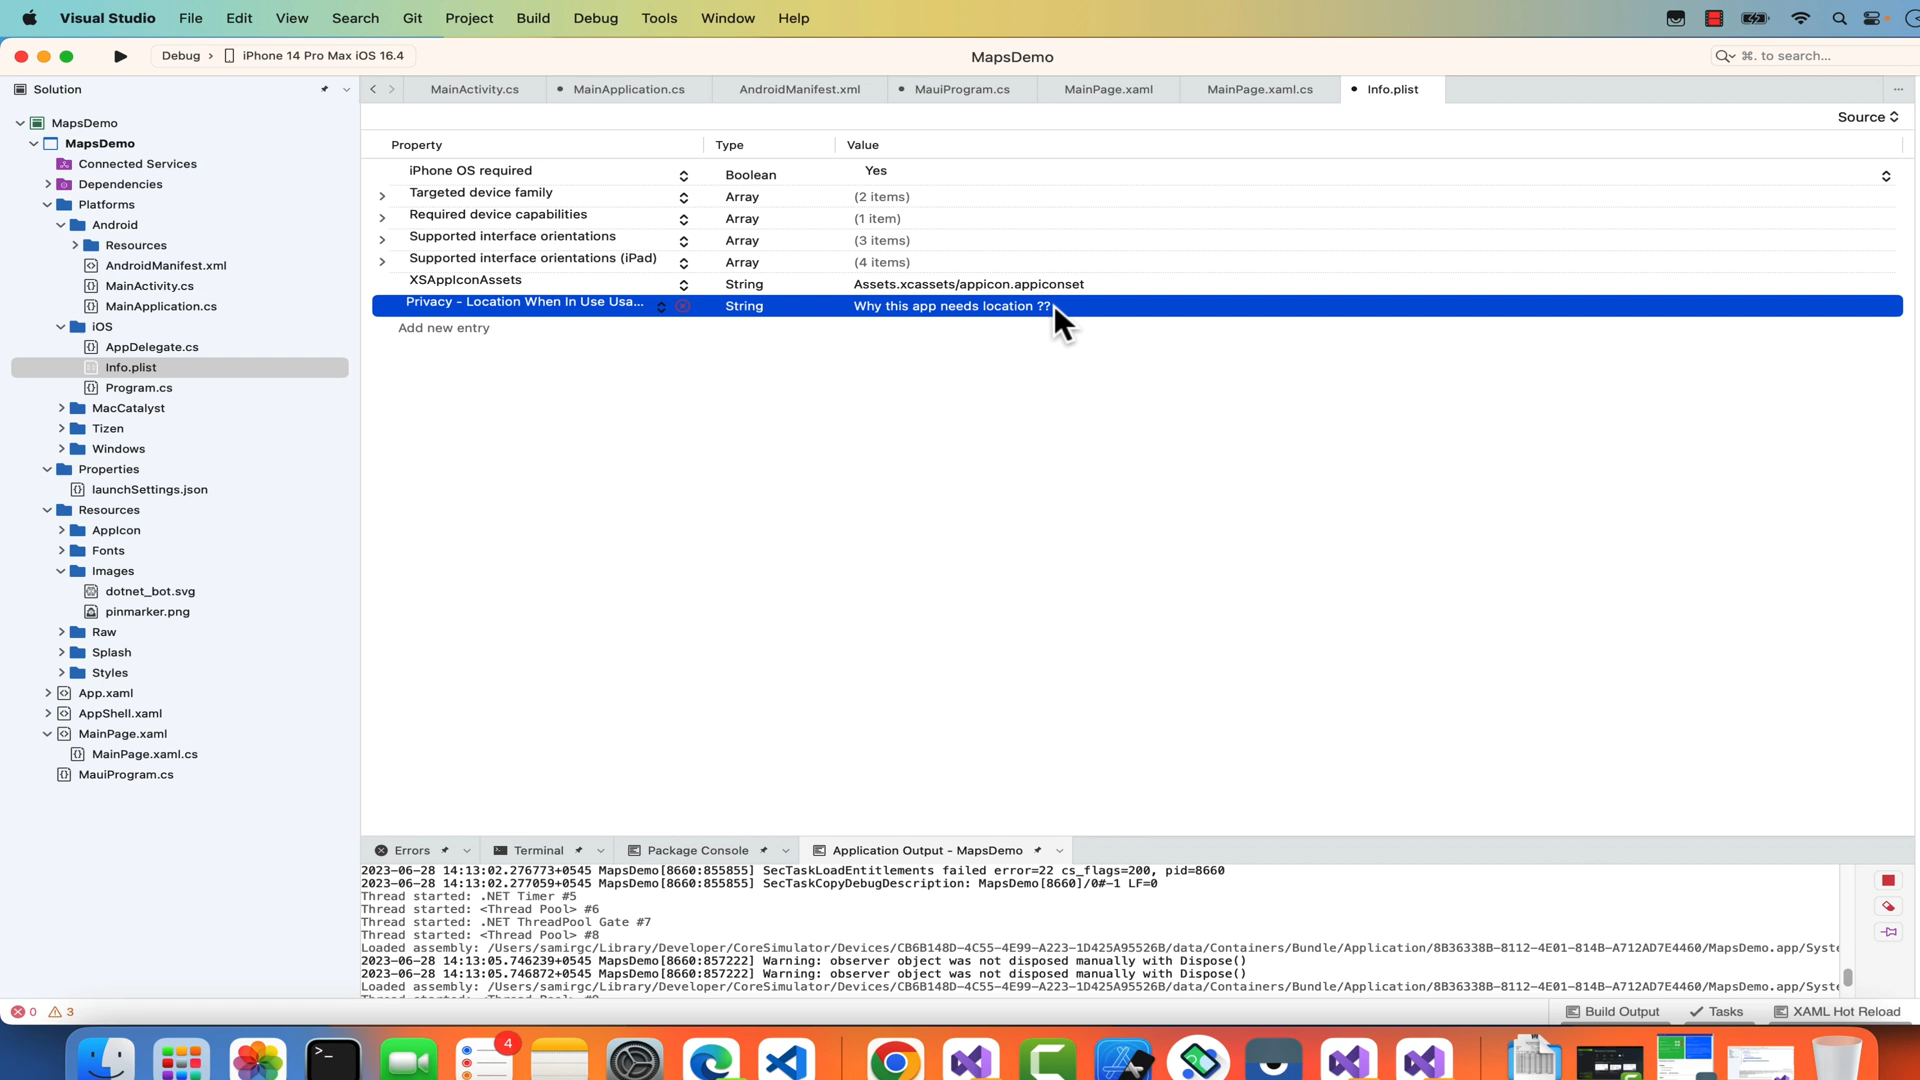 Visual Studio File Edit View Search Git Project Build Debug Tools Window Help
Debug › iPhone 14 Pro Max iOS 16.4
MapsDemo
⌘. to search...
Solution
MainActivity.cs
MainApplication.cs
AndroidManifest.xml
MauiProgram.cs
MainPage.xaml
MainPage.xaml.cs
Info.plist
Source
MapsDemo
MapsDemo
Connected Services
Dependencies
Platforms
Android
Resources
AndroidManifest.xml
MainActivity.cs
MainApplication.cs
iOS
AppDelegate.cs
Info.plist
Program.cs
MacCatalyst
Tizen
Windows
Properties
launchSettings.json
Resources
AppIcon
Fonts
Images
dotnet_bot.svg
pinmarker.png
Raw
Splash
Styles
App.xaml
AppShell.xaml
MainPage.xaml
MainPage.xaml.cs
MauiProgram.cs
Property Type Value
iPhone OS required Boolean Yes
Targeted device family Array (2 items)
Required device capabilities Array (1 item)
Supported interface orientations Array (3 items)
Supported interface orientations (iPad) Array (4 items)
XSAppIconAssets String Assets.xcassets/appicon.appiconset
Privacy - Location When In Use Usa... String Why this app needs location ??
Add new entry
Errors
Terminal
Package Console
Application Output - MapsDemo
2023-06-28 14:13:02.276773+0545 MapsDemo[8660:855855] SecTaskLoadEntitlements failed error=22 cs_flags=200, pid=8660
2023-06-28 14:13:02.277059+0545 MapsDemo[8660:855855] SecTaskCopyDebugDescription: MapsDemo[8660]/0#-1 LF=0
Thread started: .NET Timer #5
Thread started: <Thread Pool> #6
Thread started: .NET ThreadPool Gate #7
Thread started: <Thread Pool> #8
Loaded assembly: /Users/samirgc/Library/Developer/CoreSimulator/Devices/CB6B148D-4C55-4E99-A223-1D425A95526B/data/Containers/Bundle/Application/8B36338B-8112-4E01-814B-A712AD7E4460/MapsDemo.app/Syste
2023-06-28 14:13:05.746239+0545 MapsDemo[8660:857222] Warning: observer object was not disposed manually with Dispose()
2023-06-28 14:13:05.746872+0545 MapsDemo[8660:857222] Warning: observer object was not disposed manually with Dispose()
Loaded assembly: /Users/samirgc/Library/Developer/CoreSimulator/Devices/CB6B148D-4C55-4E99-A223-1D425A95526B/data/Containers/Bundle/Application/8B36338B-8112-4E01-814B-A712AD7E4460/MapsDemo.app/Syste
0 3
Build Output
Tasks
XAML Hot Reload
4